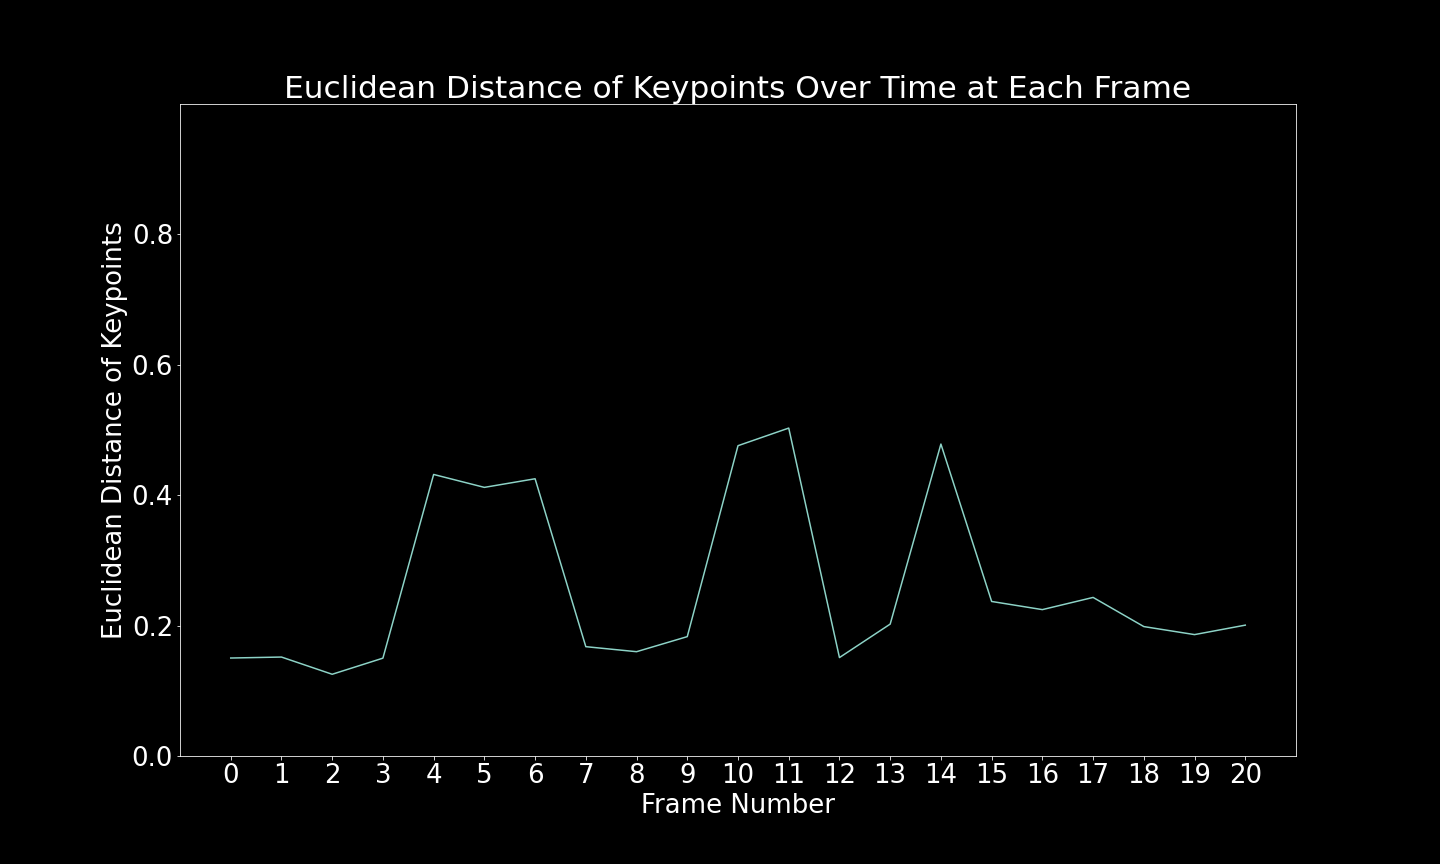 Euclidean Distance of Keypoints Over Time at Each Frame
Euclidean Distance of Keypoints
0.8
0.6
0.4
0.2
0.0
0 1 2 3 4 5 6 7 8 9 10 11 12 13 14 15 16 17 18 19 20
Frame Number